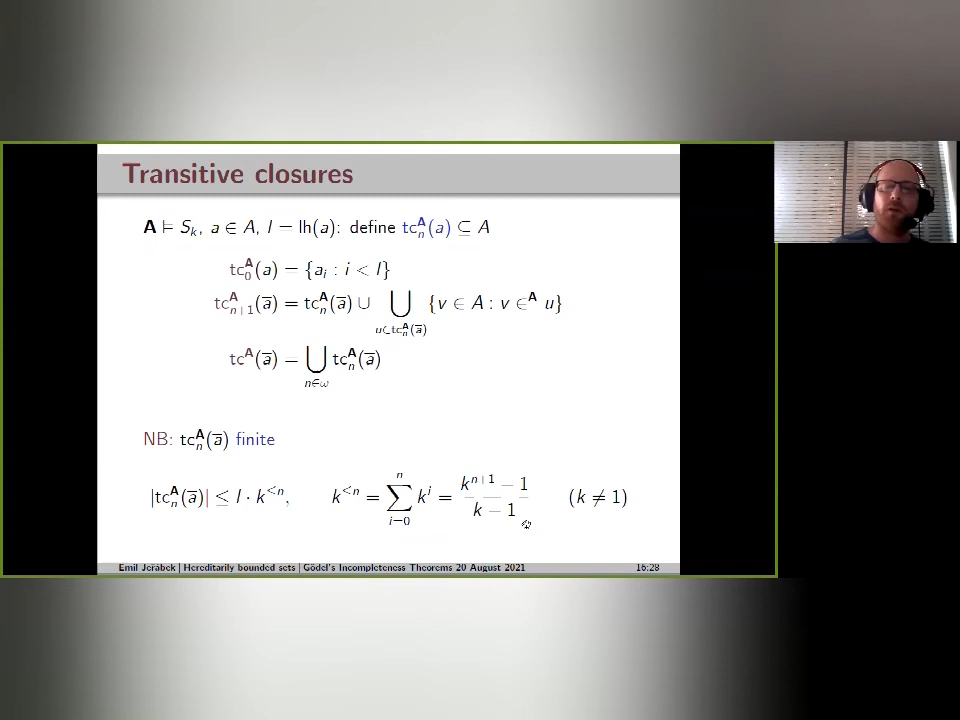 Transitive closures
A ⊨ S_k, a ∈ A, l = lh(a): define tc_n^A(a) ⊆ A
tc_0^A(a) = {a_i : i < l}
tc_{n+1}^A(a̅) = tc_n^A(a̅) ∪ ⋃_{u∈tc_n^A(a̅)} {v ∈ A : v ∈^A u}
tc^A(a̅) = ⋃_{n∈ω} tc_n^A(a̅)
NB: tc_n^A(a̅) finite
|tc_n^A(a̅)| ≤ l · k^{<n}, k^{<n} = ∑_{i=0}^{n} k^i = (k^{n+1} − 1)/(k − 1) (k ≠ 1)
Emil Jeřábek | Hereditarily bounded sets | Gödel's Incompleteness Theorems 20 August 2021 16:28